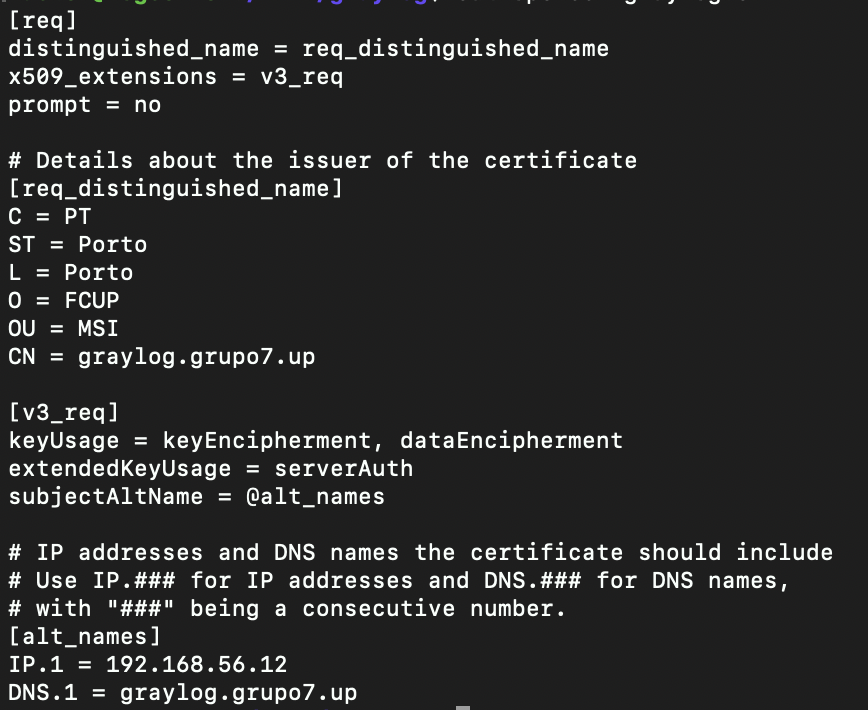 [req]
distinguished_name = req_distinguished_name
x509_extensions = v3_req
prompt = no

# Details about the issuer of the certificate
[req_distinguished_name]
C = PT
ST = Porto
L = Porto
O = FCUP
OU = MSI
CN = graylog.grupo7.up

[v3_req]
keyUsage = keyEncipherment, dataEncipherment
extendedKeyUsage = serverAuth
subjectAltName = @alt_names

# IP addresses and DNS names the certificate should include
# Use IP.### for IP addresses and DNS.### for DNS names,
# with "###" being a consecutive number.
[alt_names]
IP.1 = 192.168.56.12
DNS.1 = graylog.grupo7.up